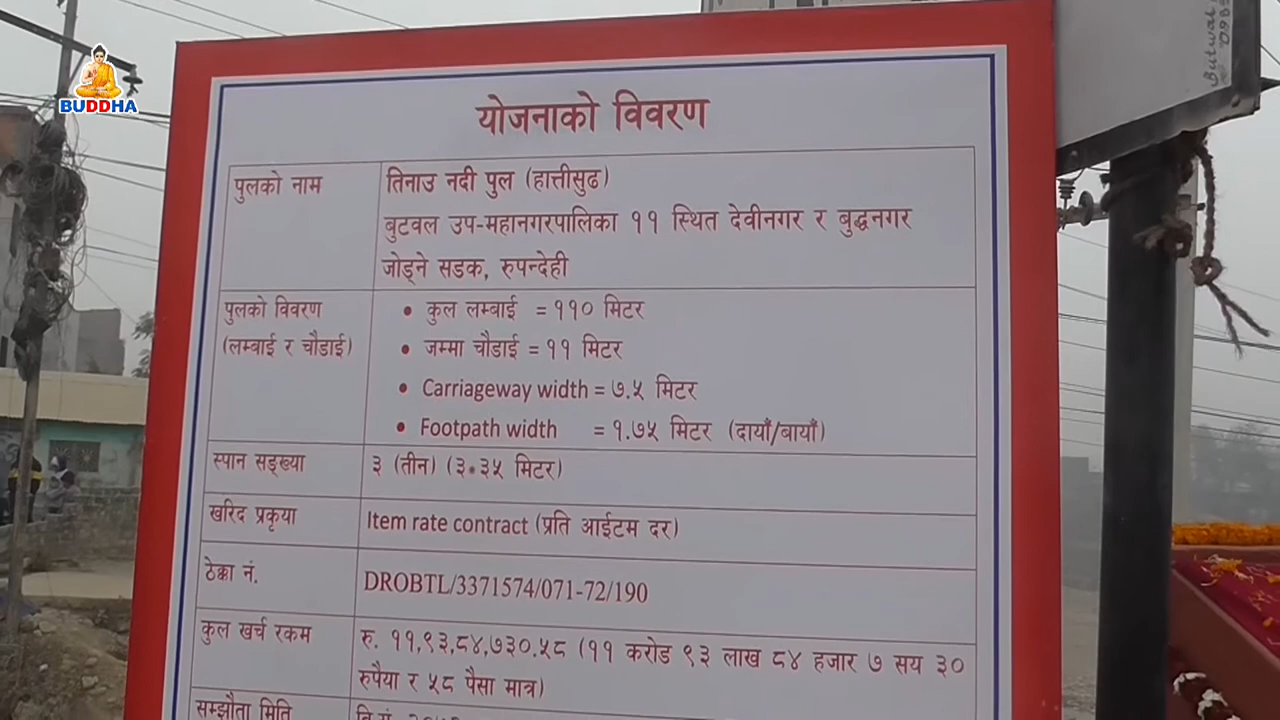 BUDDHA
योजनाको विवरण
पुलको नाम
तिनाउ नदी पुल (हात्तीसुढ)
बुटवल उप-महानगरपालिका ११ स्थित देवीनगर र बुद्धनगर
जोड्ने सडक, रुपन्देही
पुलको विवरण
(लम्बाई र चौडाई)
• कुल लम्बाई = ११० मिटर
• जम्मा चौडाई = ११ मिटर
• Carriageway width = ७.५ मिटर
• Footpath width = १.७५ मिटर (दायाँ/बायाँ)
स्पान सङ्ख्या
३ (तीन) (३*३५ मिटर)
खरिद प्रकृया
Item rate contract (प्रति आईटम दर)
ठेक्का नं.
DROBTL/3371574/071-72/190
कुल खर्च रकम
रु. ११,९३,८४,७३०.५८ (११ करोड ९३ लाख ८४ हजार ७ सय ३०
रुपैया र ५८ पैसा मात्र)
सम्झौता मिति
Butwal